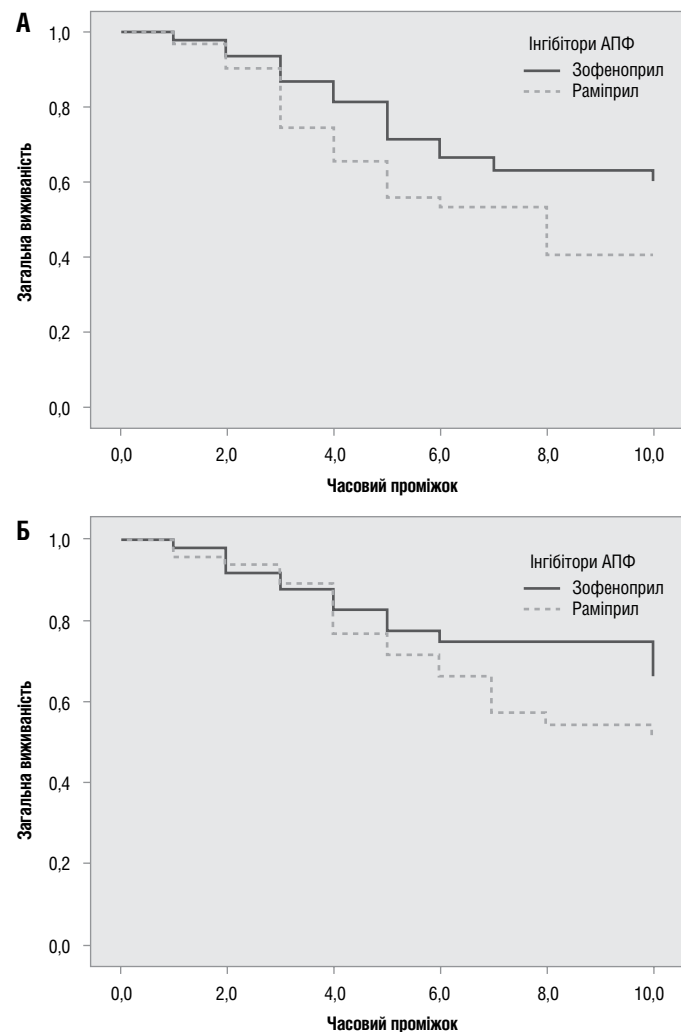 А
Загальна виживаність
1,0
0,8
0,6
0,4
0,2
0,0
Інгібітори АПФ
Зофеноприл
Раміприл
0,0 2,0 4,0 6,0 8,0 10,0
Часовий проміжок
Б
Загальна виживаність
1,0
0,8
0,6
0,4
0,2
0,0
Інгібітори АПФ
Зофеноприл
Раміприл
0,0 2,0 4,0 6,0 8,0 10,0
Часовий проміжок